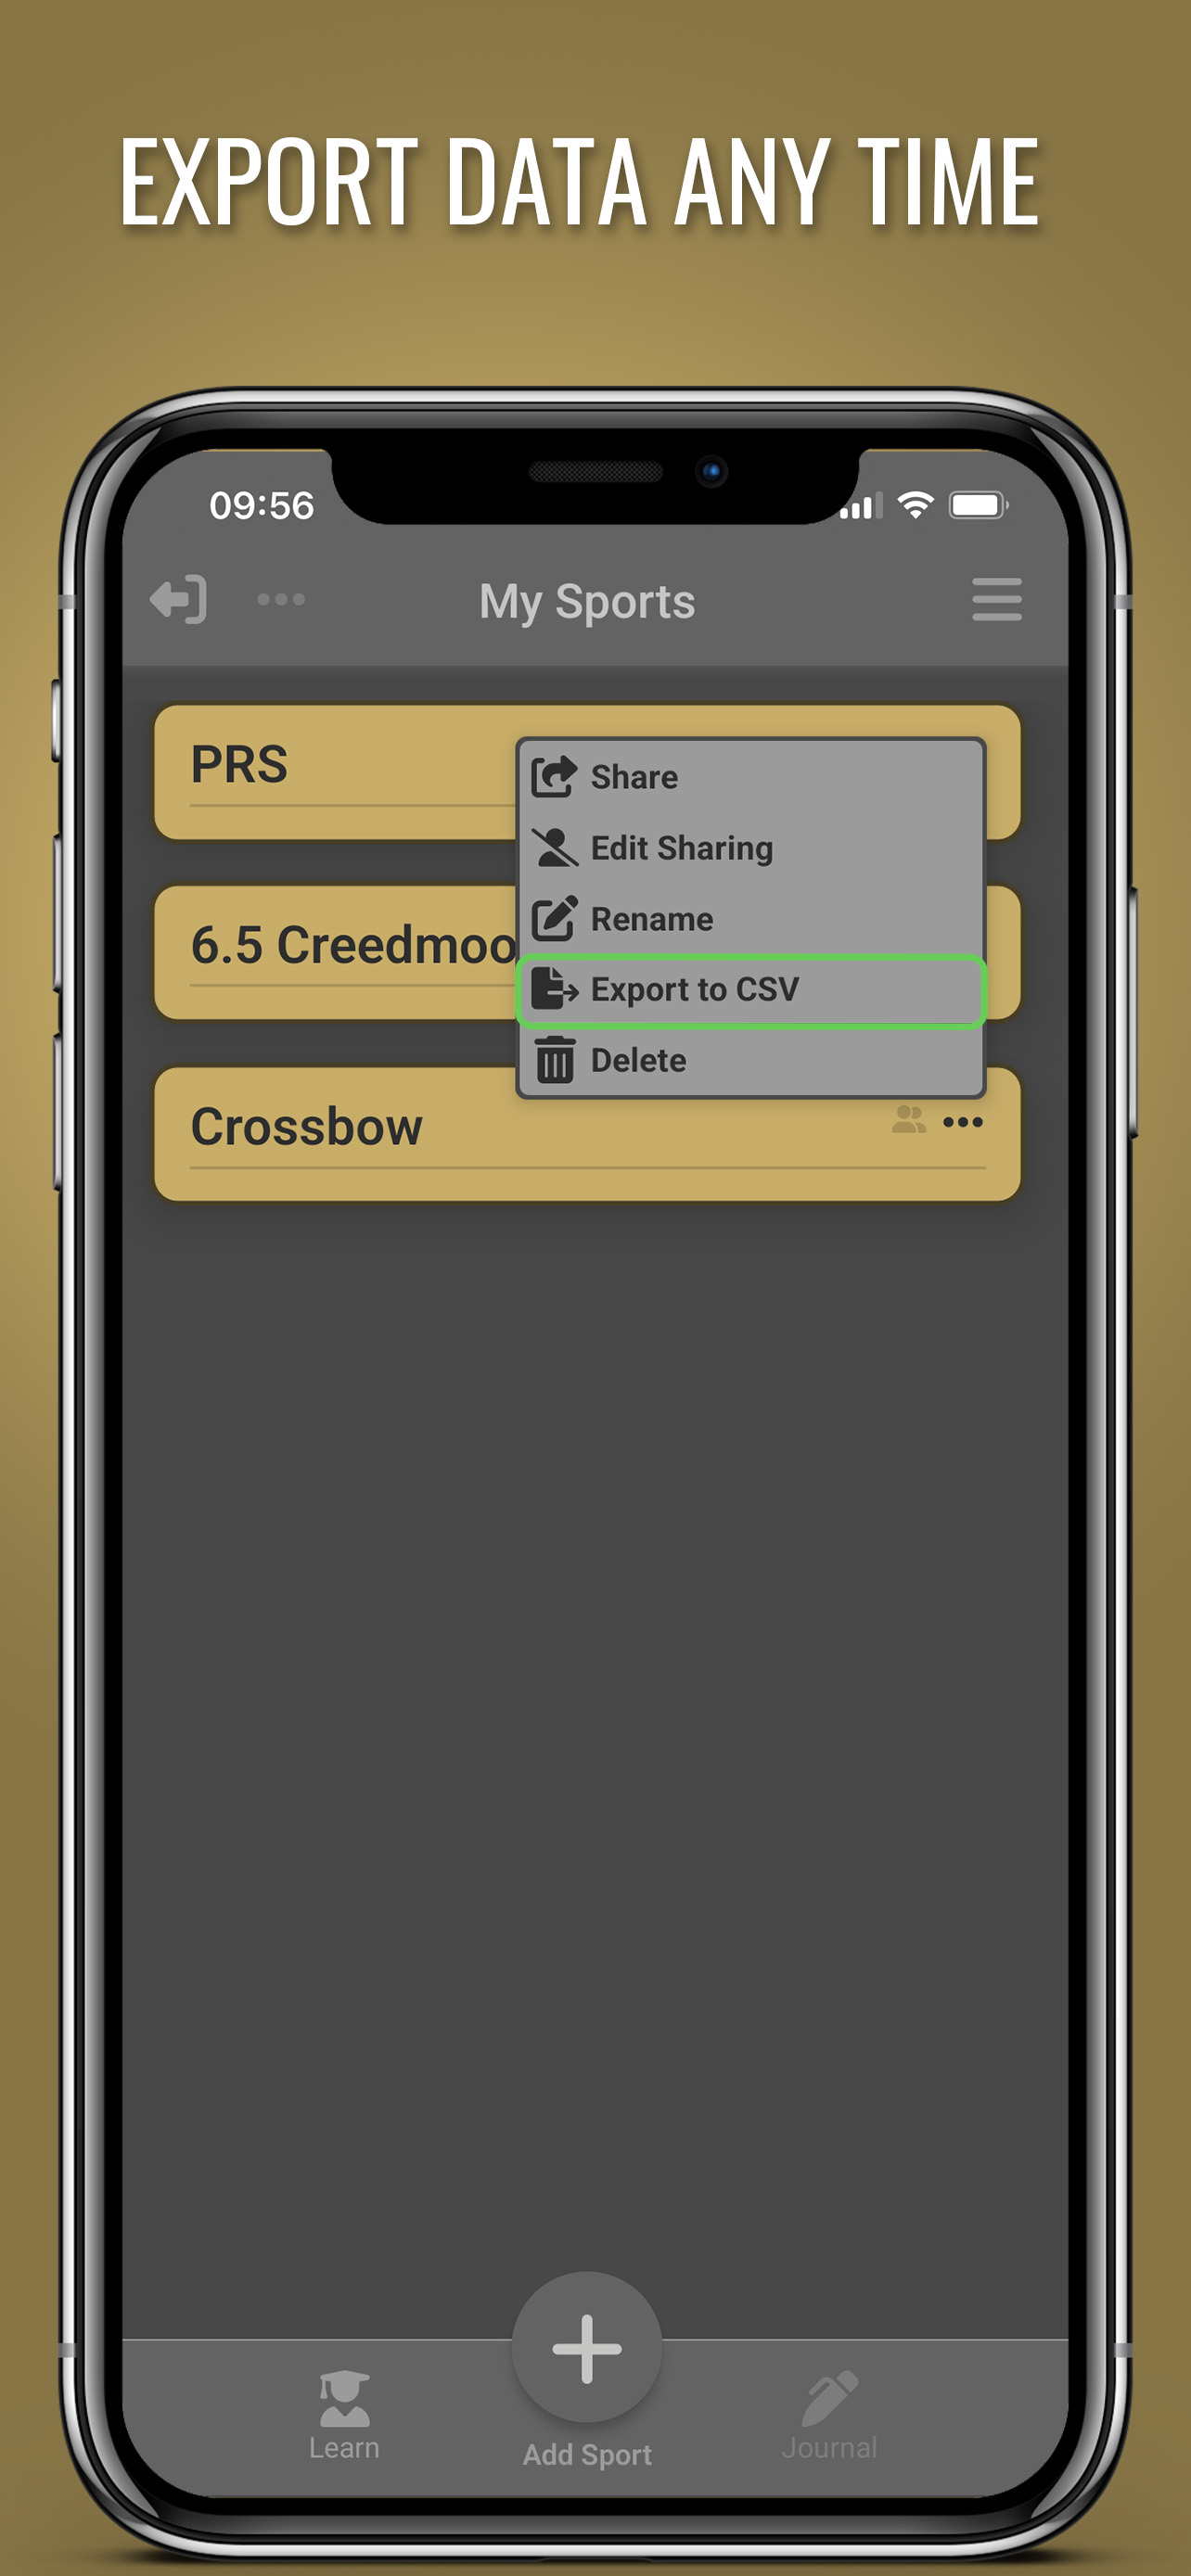 EXPORT DATA ANY TIME
09:56
My Sports
PRS
Share
Edit Sharing
Rename
6.5 Creedmoo
Export to CSV
Delete
Crossbow
Learn
Add Sport
Journal